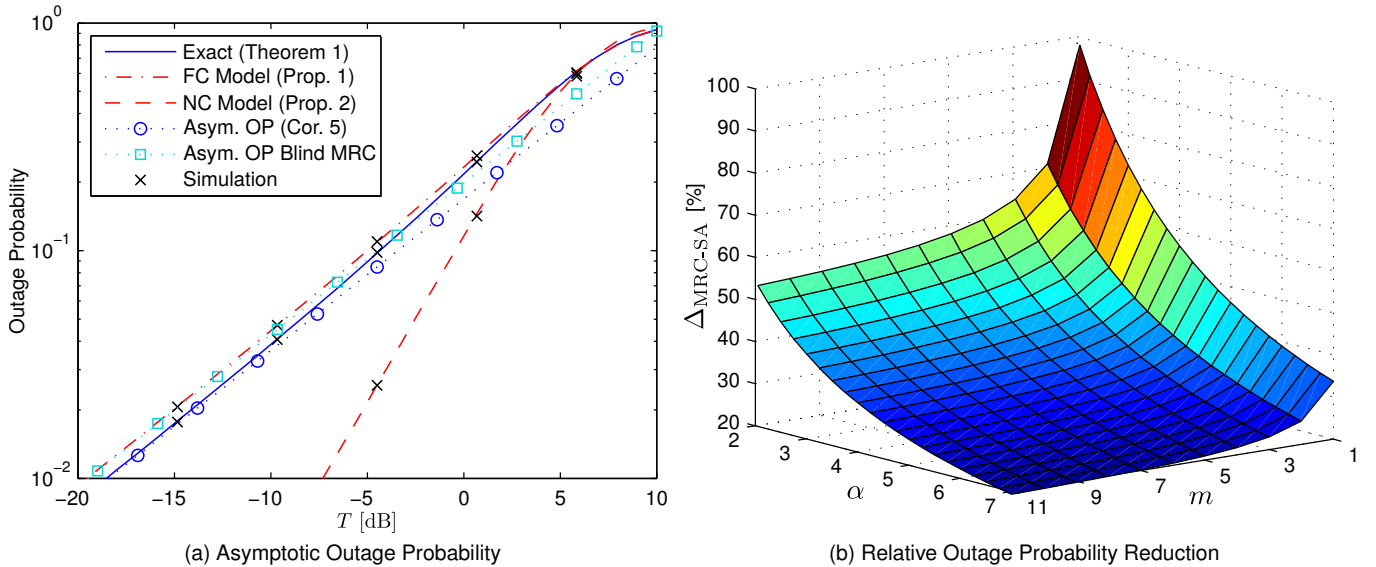 10^0
10^-1
10^-2
Outage Probability
Exact (Theorem 1)
FC Model (Prop. 1)
NC Model (Prop. 2)
Asym. OP (Cor. 5)
Asym. OP Blind MRC
Simulation
−20 −15 −10 −5 0 5 10
T [dB]
(a) Asymptotic Outage Probability
100
90
80
70
60
50
40
30
20
Δ_MRC-SA [%]
2 3 4 5 6 7
α
11 9 7 5 3 1
m
(b) Relative Outage Probability Reduction